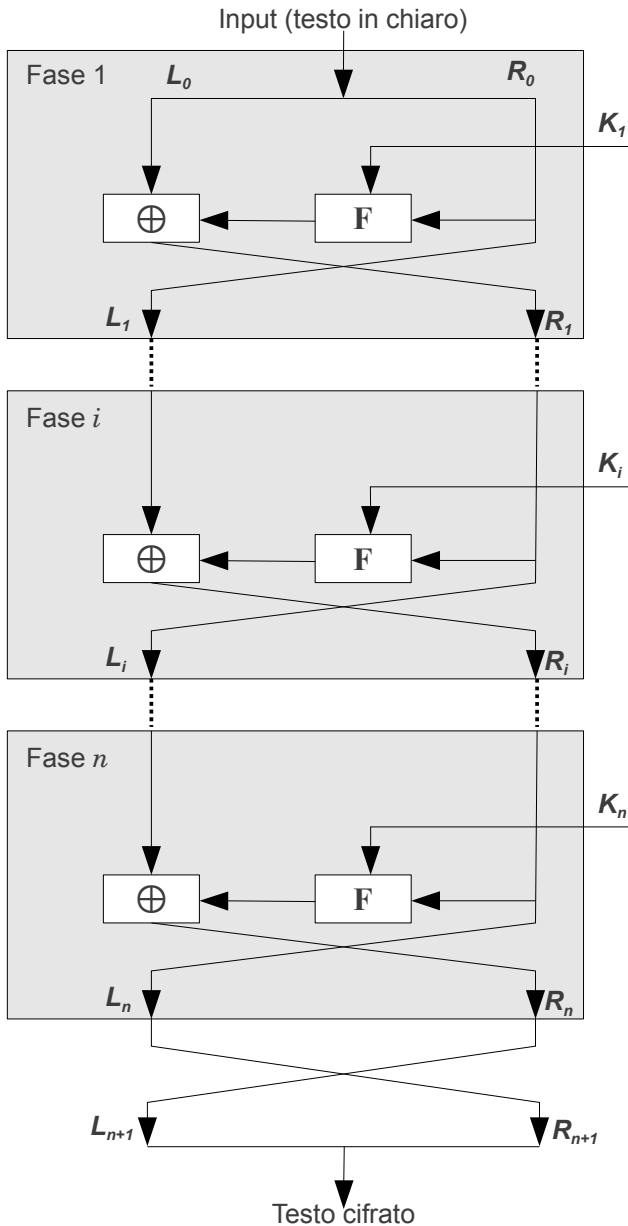 Input (testo in chiaro)
Fase 1
L₀
R₀
K₁
⊕
F
L₁
R₁
Fase i
Kᵢ
⊕
F
Lᵢ
Rᵢ
Fase n
Kₙ
⊕
F
Lₙ
Rₙ
Lₙ₊₁
Rₙ₊₁
Testo cifrato